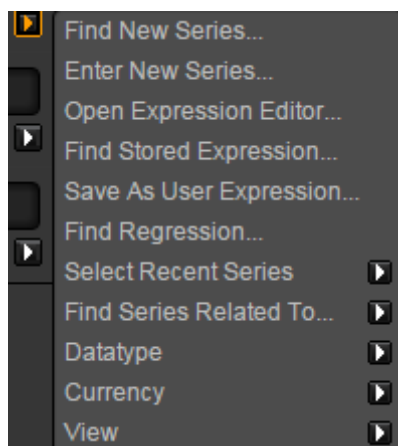 Find New Series...
Enter New Series...
Open Expression Editor...
Find Stored Expression...
Save As User Expression...
Find Regression...
Select Recent Series
Find Series Related To...
Datatype
Currency
View